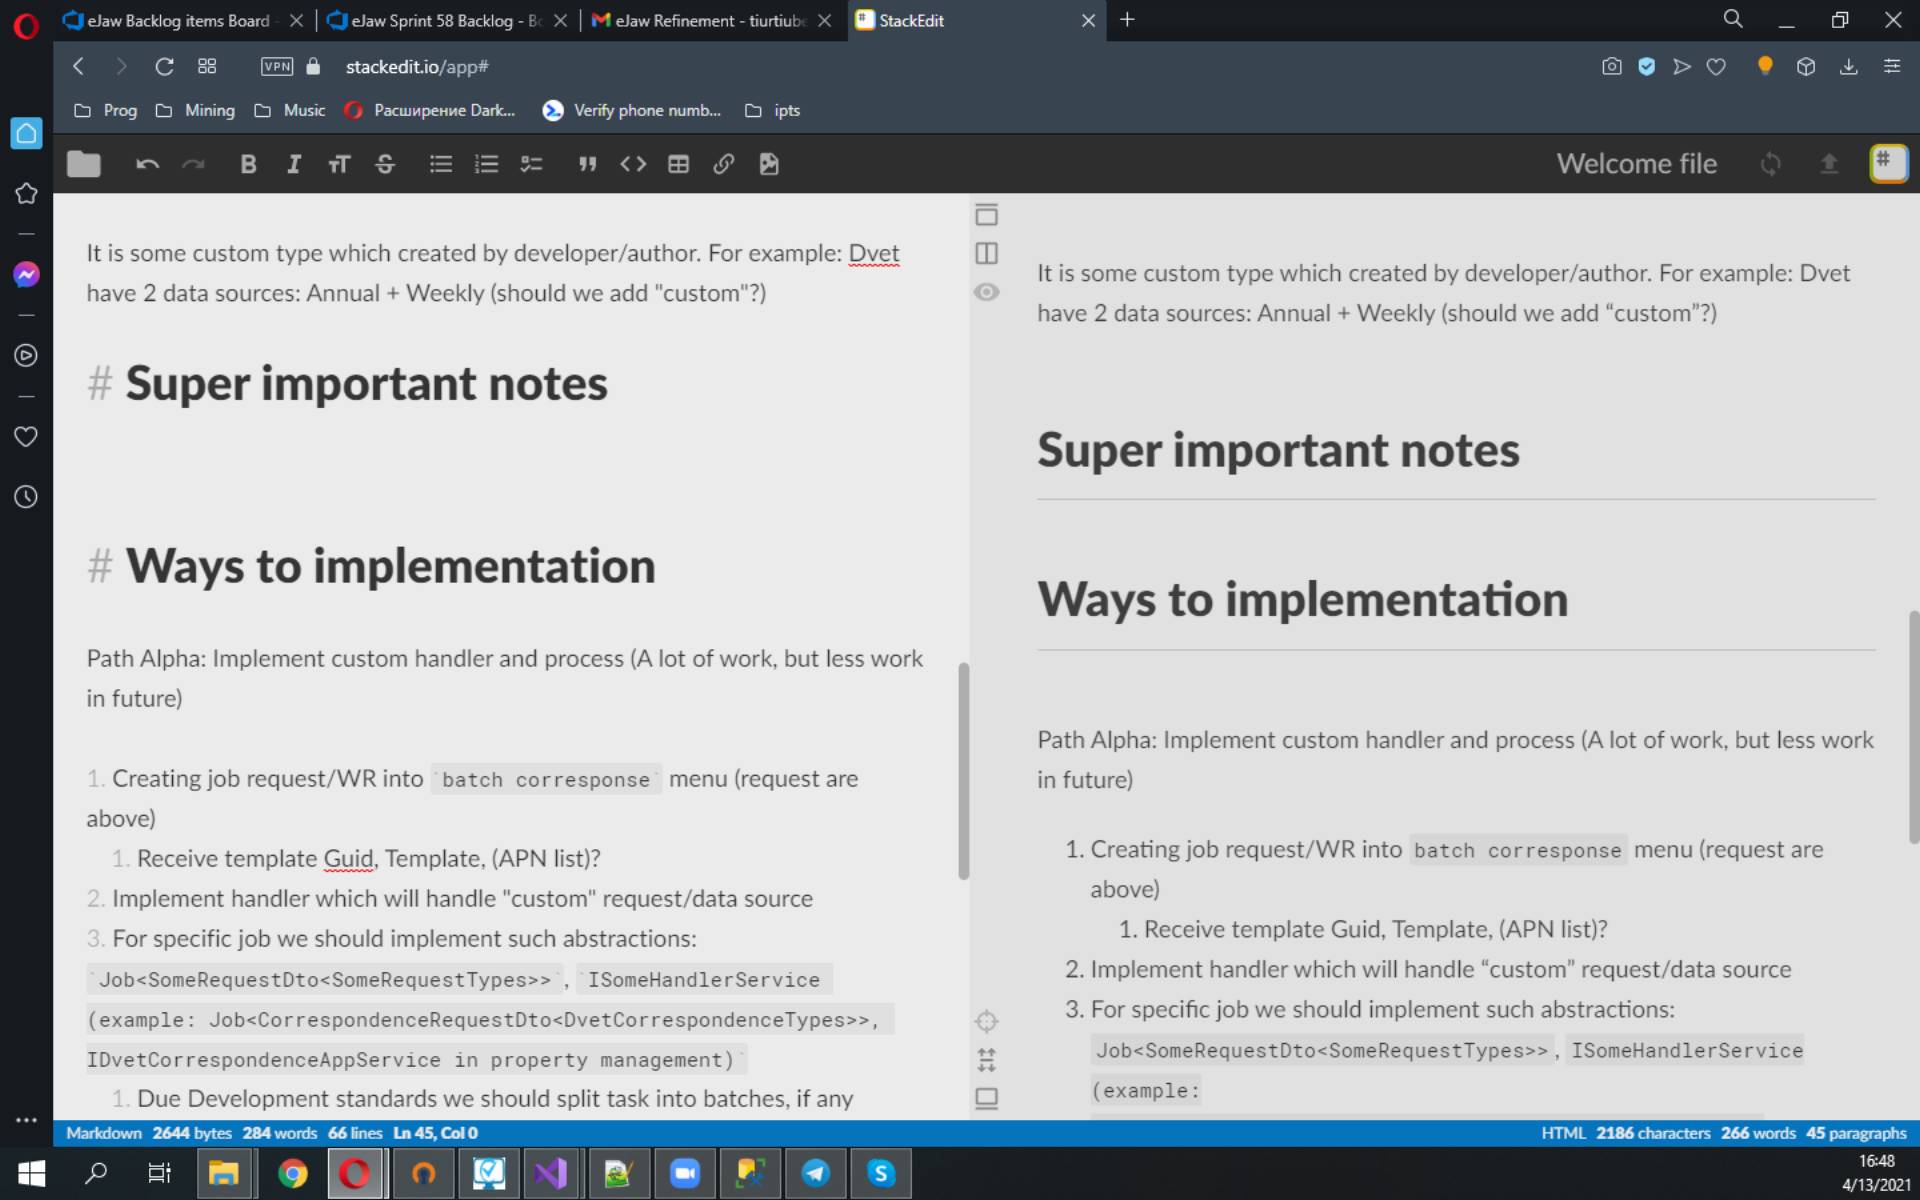 eJaw Backlog items Board
eJaw Sprint 58 Backlog - Bo
eJaw Refinement - tiurtiube
StackEdit
VPN
stackedit.io/app#
Prog
Mining
Music
Расширение Dark...
Verify phone numb...
ipts
Welcome file
It is some custom type which created by developer/author. For example: Dvet
have 2 data sources: Annual + Weekly (should we add "custom"?)
# Super important notes
# Ways to implementation
Path Alpha: Implement custom handler and process (A lot of work, but less work
in future)
1. Creating job request/WR into `batch corresponse` menu (request are
above)
1. Receive template Guid, Template, (APN list)?
2. Implement handler which will handle "custom" request/data source
3. For specific job we should implement such abstractions:
`Job<SomeRequestDto<SomeRequestTypes>>`, `ISomeHandlerService
(example: Job<CorrespondenceRequestDto<DvetCorrespondenceTypes>>,
IDvetCorrespondenceAppService in property management)`
1. Due Development standards we should split task into batches, if any
It is some custom type which created by developer/author. For example: Dvet
have 2 data sources: Annual + Weekly (should we add “custom”?)
Super important notes
Ways to implementation
Path Alpha: Implement custom handler and process (A lot of work, but less work
in future)
1. Creating job request/WR into batch corresponse menu (request are
above)
1. Receive template Guid, Template, (APN list)?
2. Implement handler which will handle “custom” request/data source
3. For specific job we should implement such abstractions:
Job<SomeRequestDto<SomeRequestTypes>>, ISomeHandlerService
(example:
Markdown 2644 bytes 284 words 66 lines Ln 45, Col 0
HTML 2186 characters 266 words 45 paragraphs
16:48
4/13/2021